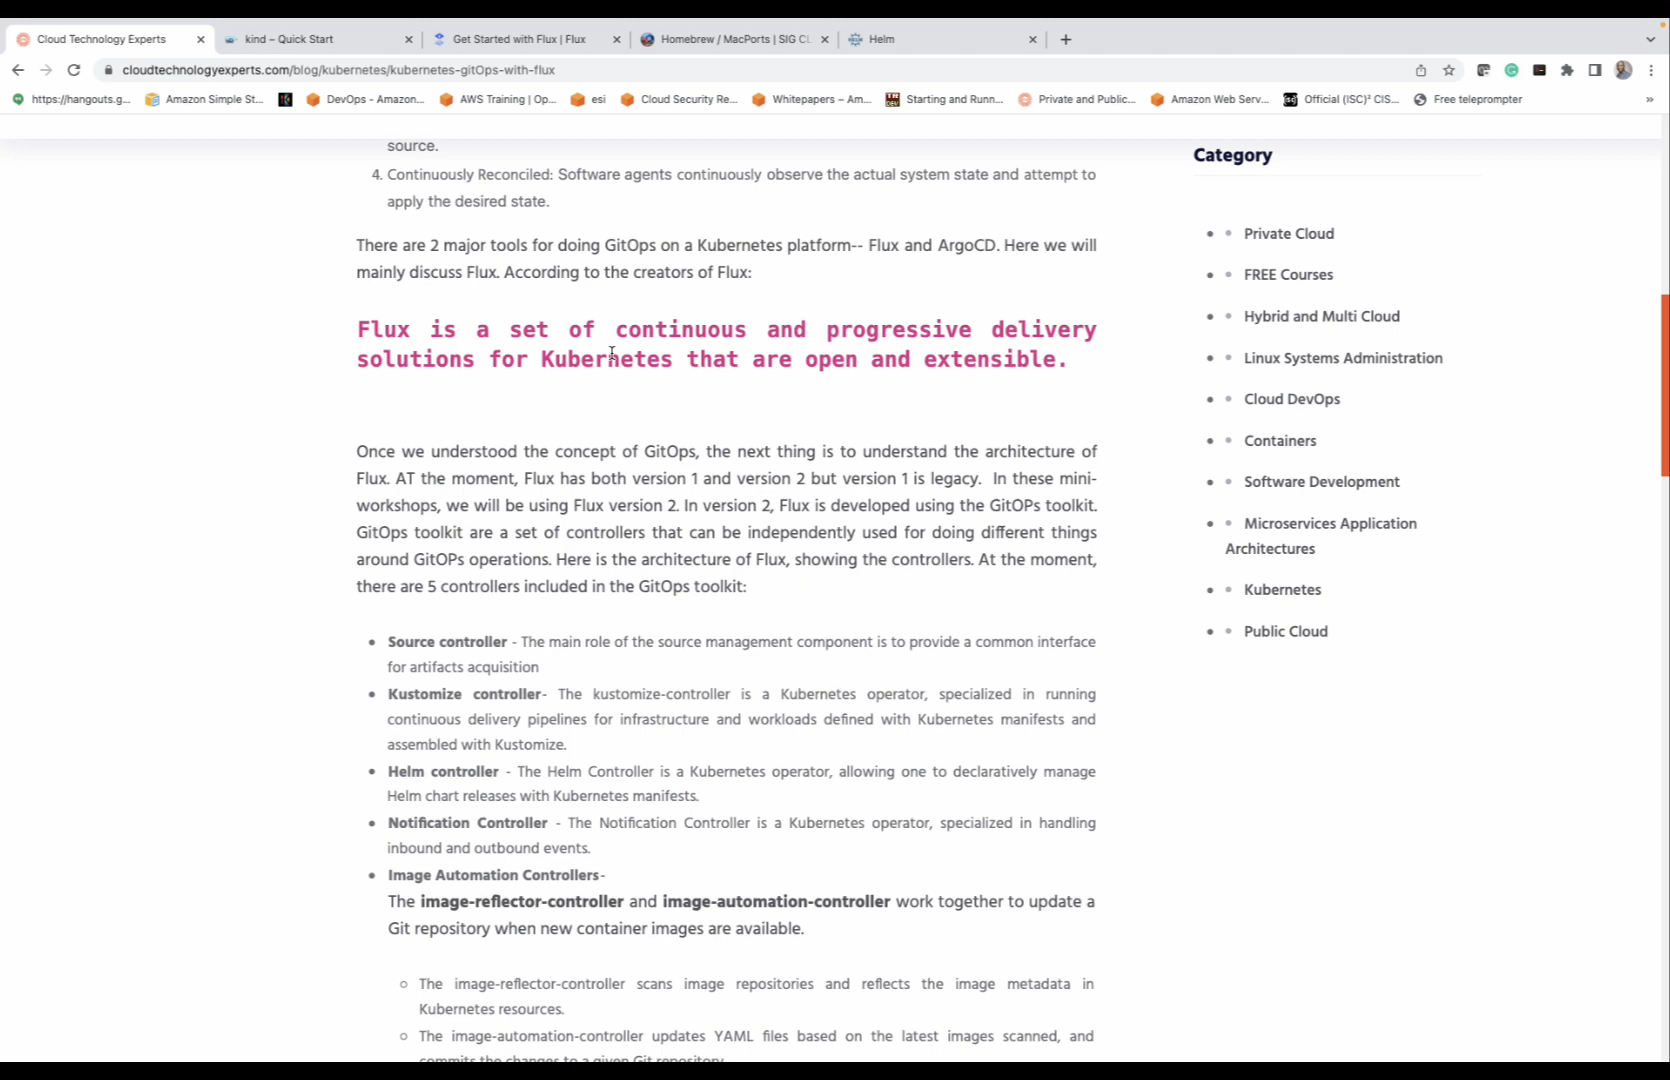 Cloud Technology Experts
kind – Quick Start
Get Started with Flux | Flux
Homebrew / MacPorts | SIG CL
Helm
cloudtechnologyexperts.com/blog/kubernetes/kubernetes-gitOps-with-flux
https://hangouts.g...
Amazon Simple St...
DevOps - Amazon...
AWS Training | Op...
esi
Cloud Security Re...
Whitepapers – Am...
Starting and Runn...
Private and Public...
Amazon Web Serv...
Official (ISC)² CIS...
Free teleprompter
»
source.
4. Continuously Reconciled: Software agents continuously observe the actual system state and attempt to
apply the desired state.
There are 2 major tools for doing GitOps on a Kubernetes platform-- Flux and ArgoCD. Here we will
mainly discuss Flux. According to the creators of Flux:
Flux is a set of continuous and progressive delivery
solutions for Kubernetes that are open and extensible.
Once we understood the concept of GitOps, the next thing is to understand the architecture of
Flux. AT the moment, Flux has both version 1 and version 2 but version 1 is legacy. In these mini-
workshops, we will be using Flux version 2. In version 2, Flux is developed using the GitOPs toolkit.
GitOps toolkit are a set of controllers that can be independently used for doing different things
around GitOPs operations. Here is the architecture of Flux, showing the controllers. At the moment,
there are 5 controllers included in the GitOps toolkit:
Source controller - The main role of the source management component is to provide a common interface
for artifacts acquisition
Kustomize controller- The kustomize-controller is a Kubernetes operator, specialized in running
continuous delivery pipelines for infrastructure and workloads defined with Kubernetes manifests and
assembled with Kustomize.
Helm controller - The Helm Controller is a Kubernetes operator, allowing one to declaratively manage
Helm chart releases with Kubernetes manifests.
Notification Controller - The Notification Controller is a Kubernetes operator, specialized in handling
inbound and outbound events.
Image Automation Controllers-
The image-reflector-controller and image-automation-controller work together to update a
Git repository when new container images are available.
The image-reflector-controller scans image repositories and reflects the image metadata in
Kubernetes resources.
The image-automation-controller updates YAML files based on the latest images scanned, and
commits the changes to a given Git repository.
Category
Private Cloud
FREE Courses
Hybrid and Multi Cloud
Linux Systems Administration
Cloud DevOps
Containers
Software Development
Microservices Application
Architectures
Kubernetes
Public Cloud